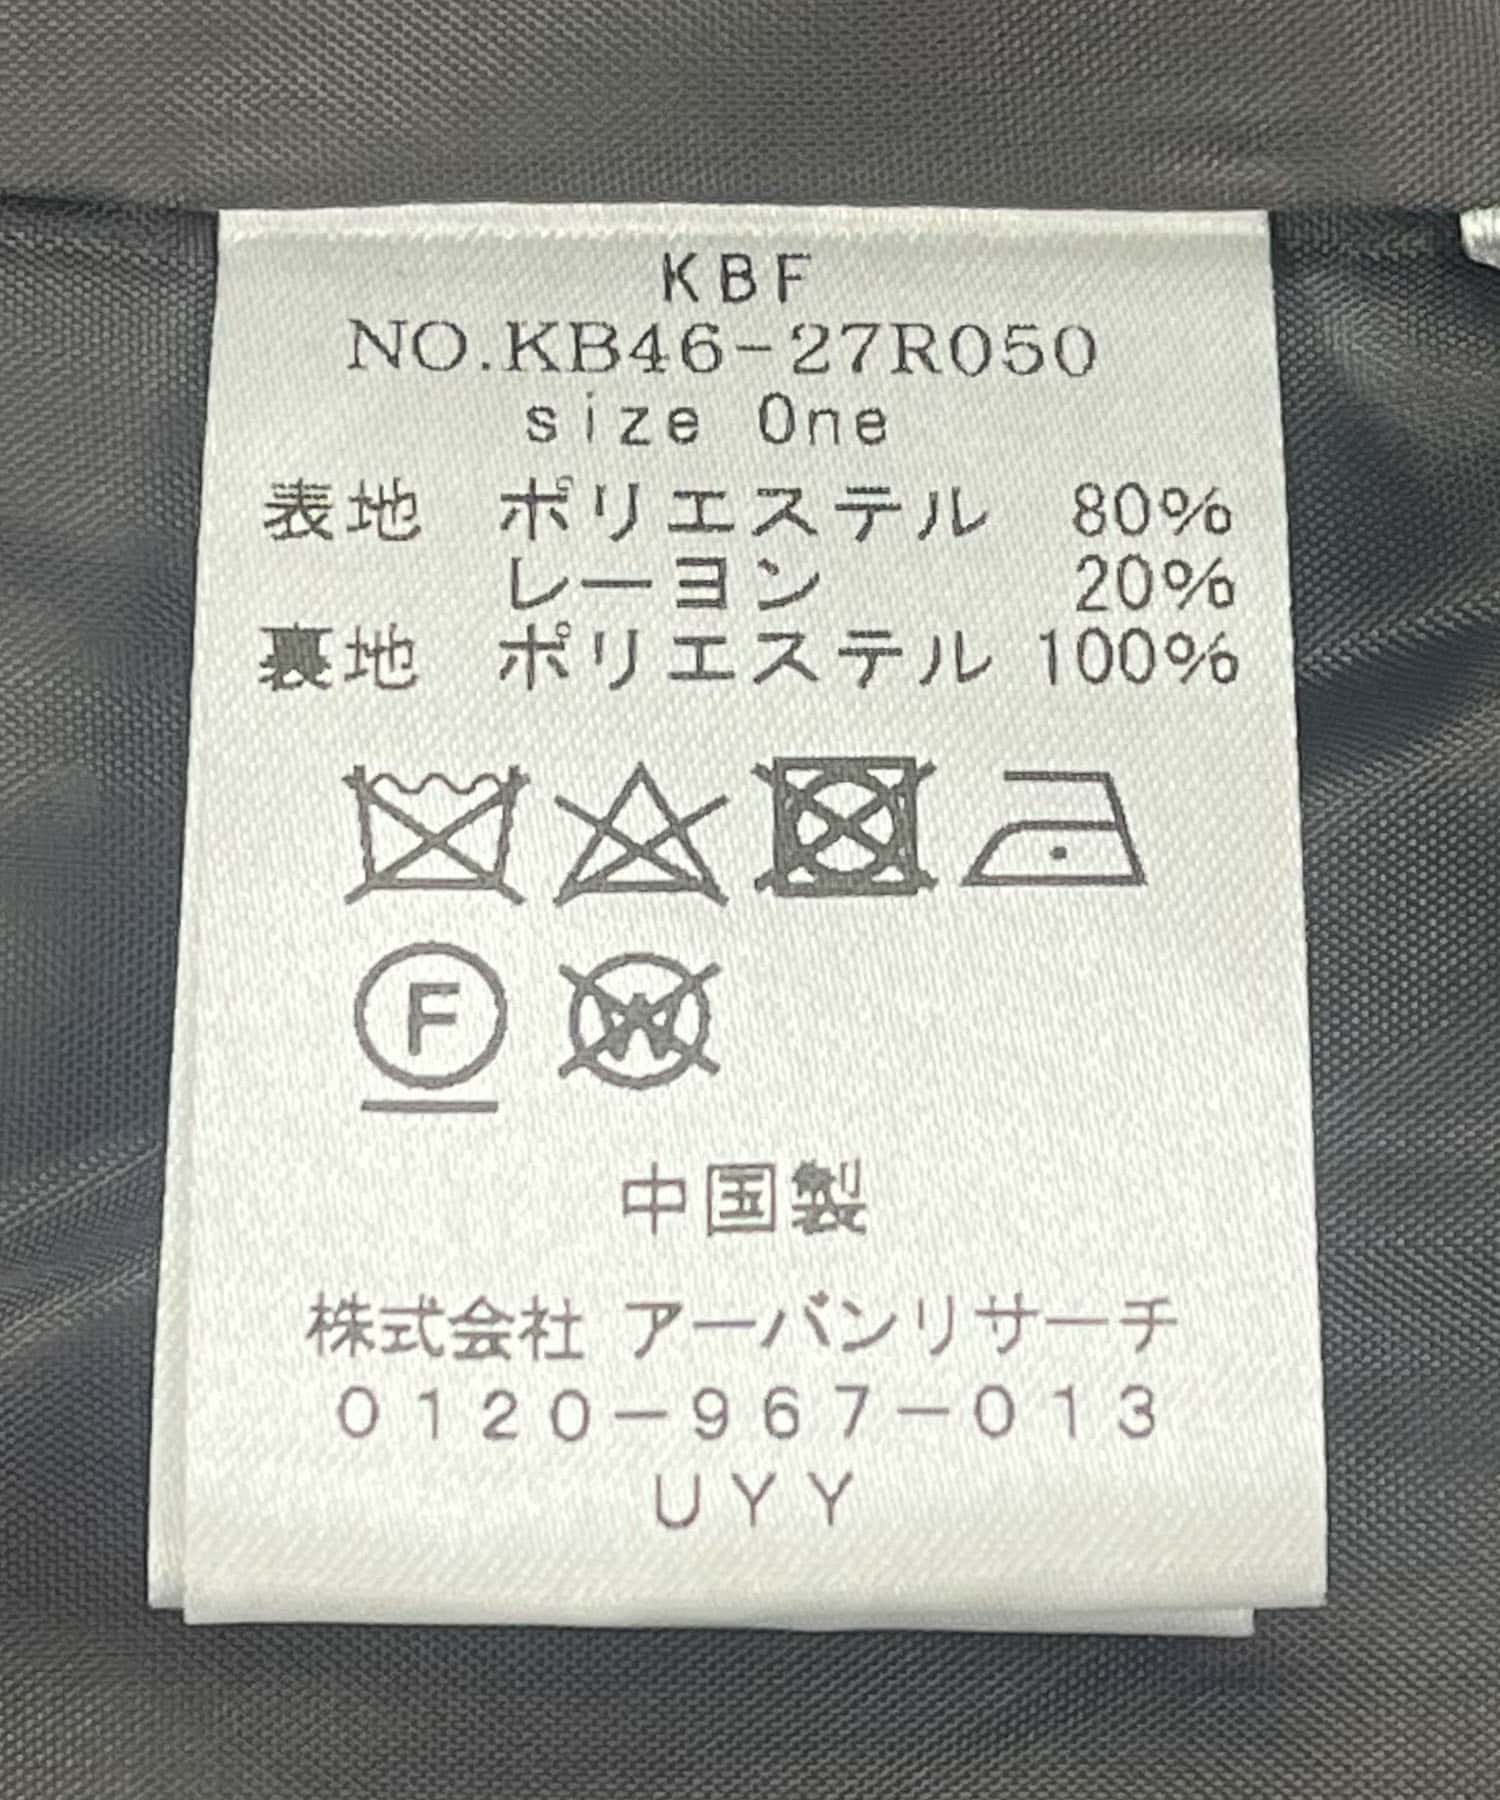 KBF
NO.KB46-27R050
size One
表地 ポリエステル 80%
レーヨン 20%
裏地 ポリエステル 100%
F
W
中国製
株式会社 アーバンリサーチ
0120-967-013
UYY